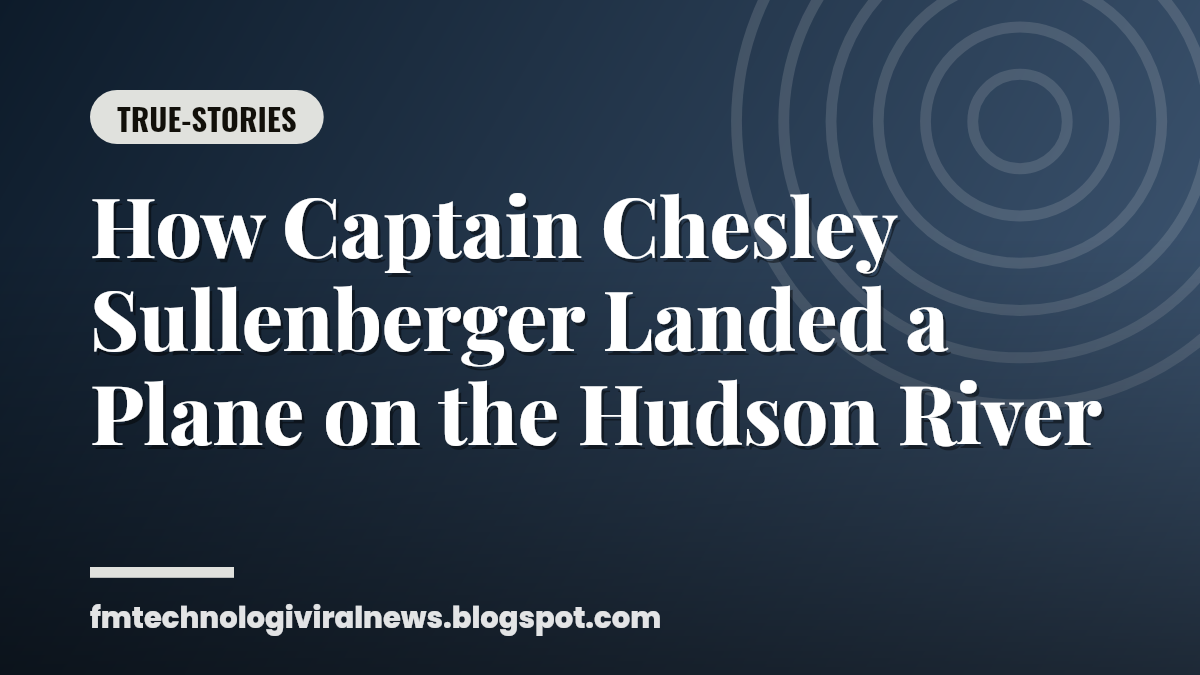 TRUE-STORIES
How Captain Chesley
Sullenberger Landed a
Plane on the Hudson River
fmtechnologiviralnews.blogspot.com